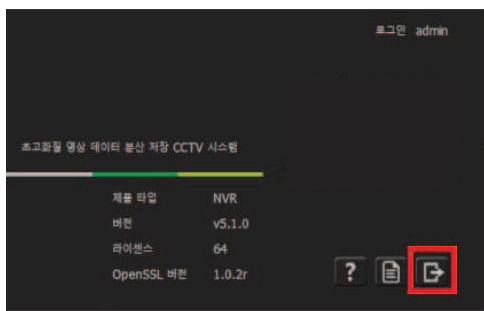 로그인 admin
초고화질 영상 데이터 분산 저장 CCTV 시스템
제품 타입 NVR
버전 v5.1.0
라이센스 64
OpenSSL 버전 1.0.2r
?